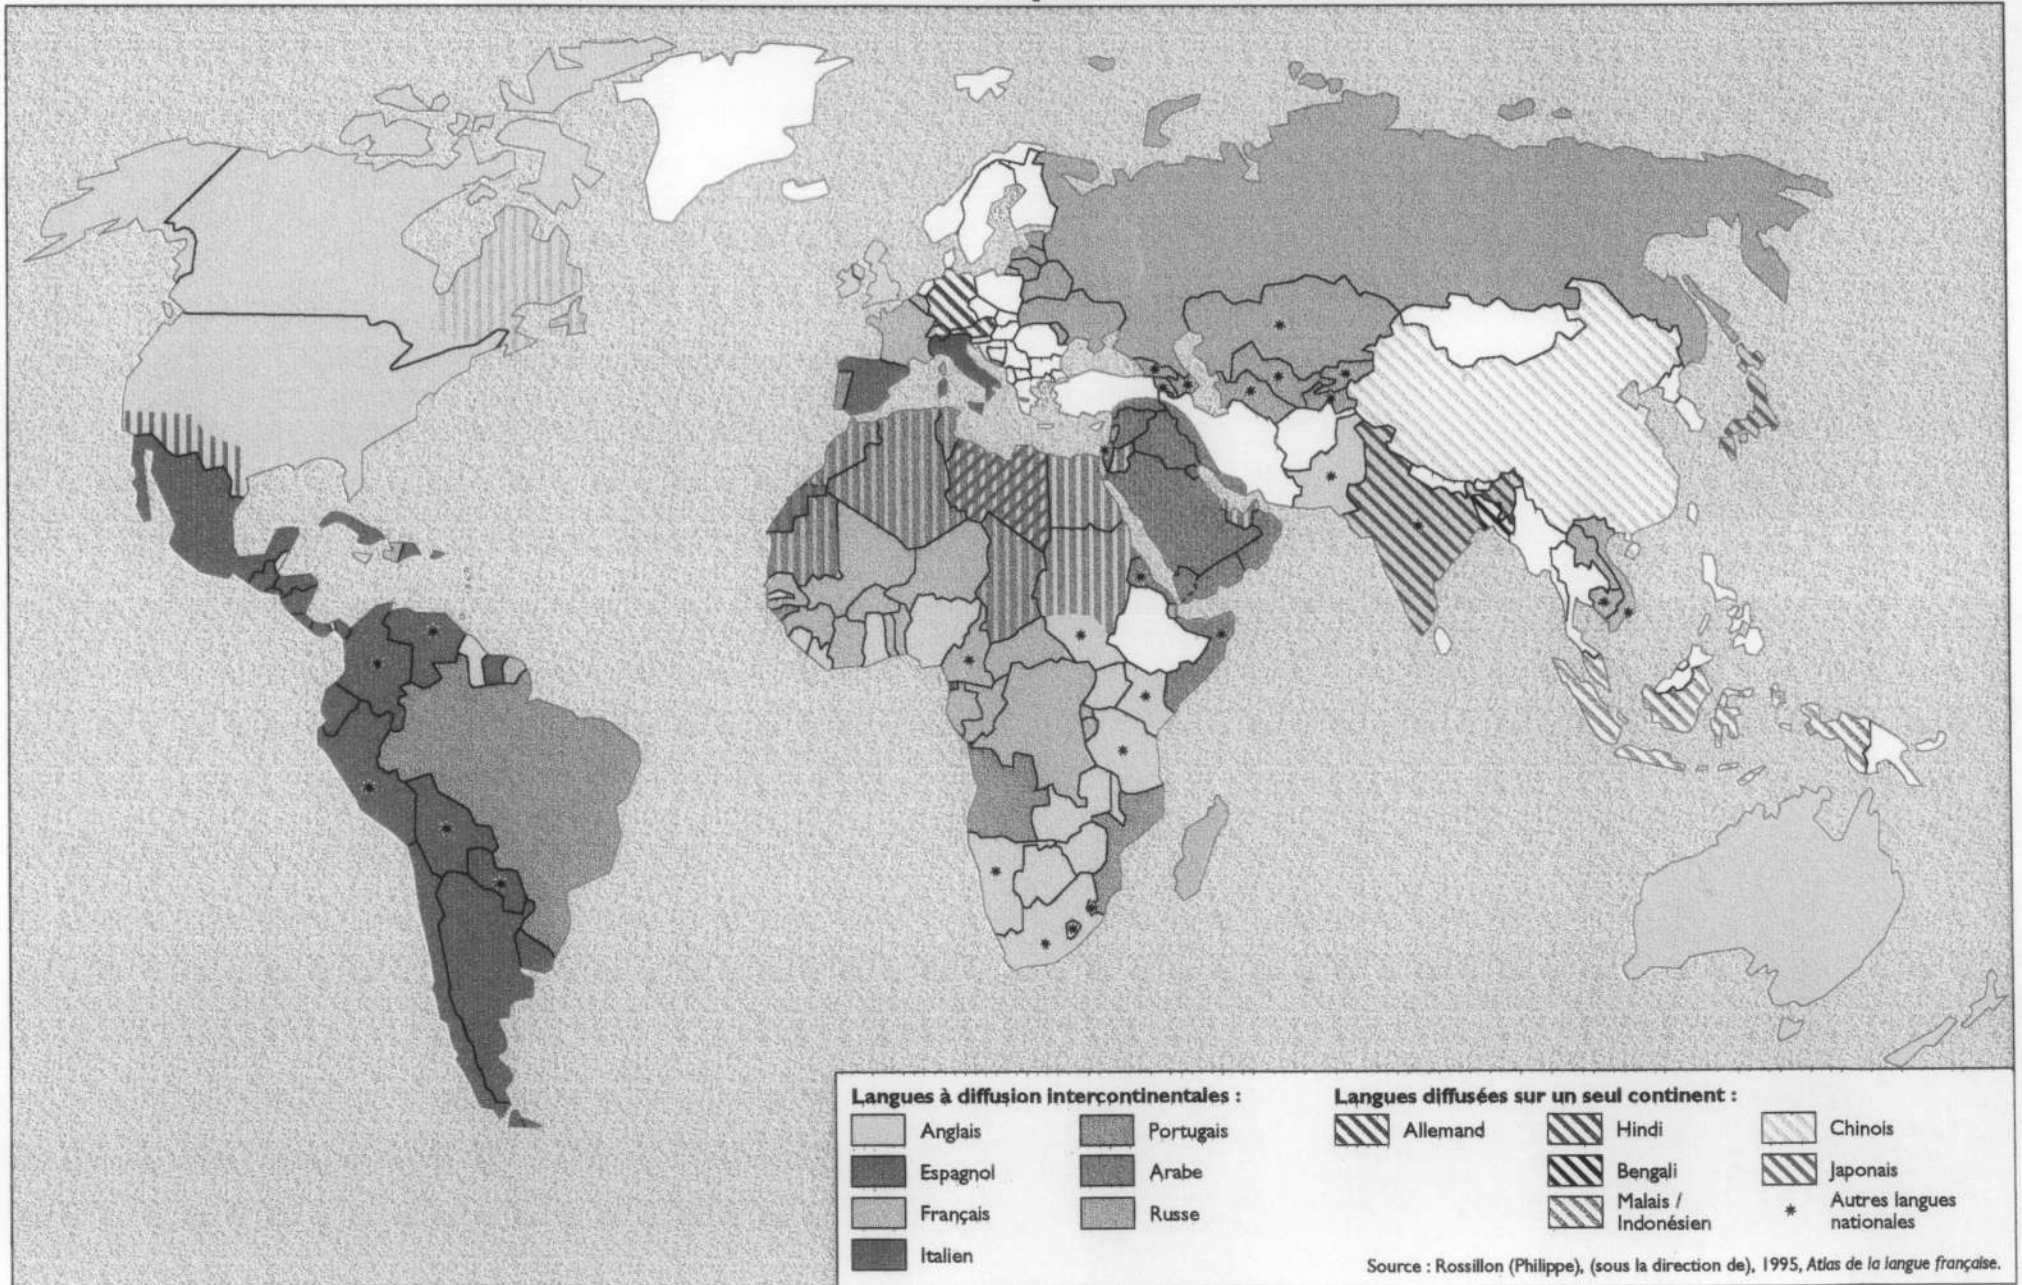 Langues à diffusion intercontinentales :
Anglais
Espagnol
Français
Italien
Portugais
Arabe
Russe
Langues diffusées sur un seul continent :
Allemand
Hindi
Bengali
Malais /
Indonésien
Chinois
Japonais
* Autres langues
nationales
Source : Rossillon (Philippe), (sous la direction de), 1995, Atlas de la langue française.